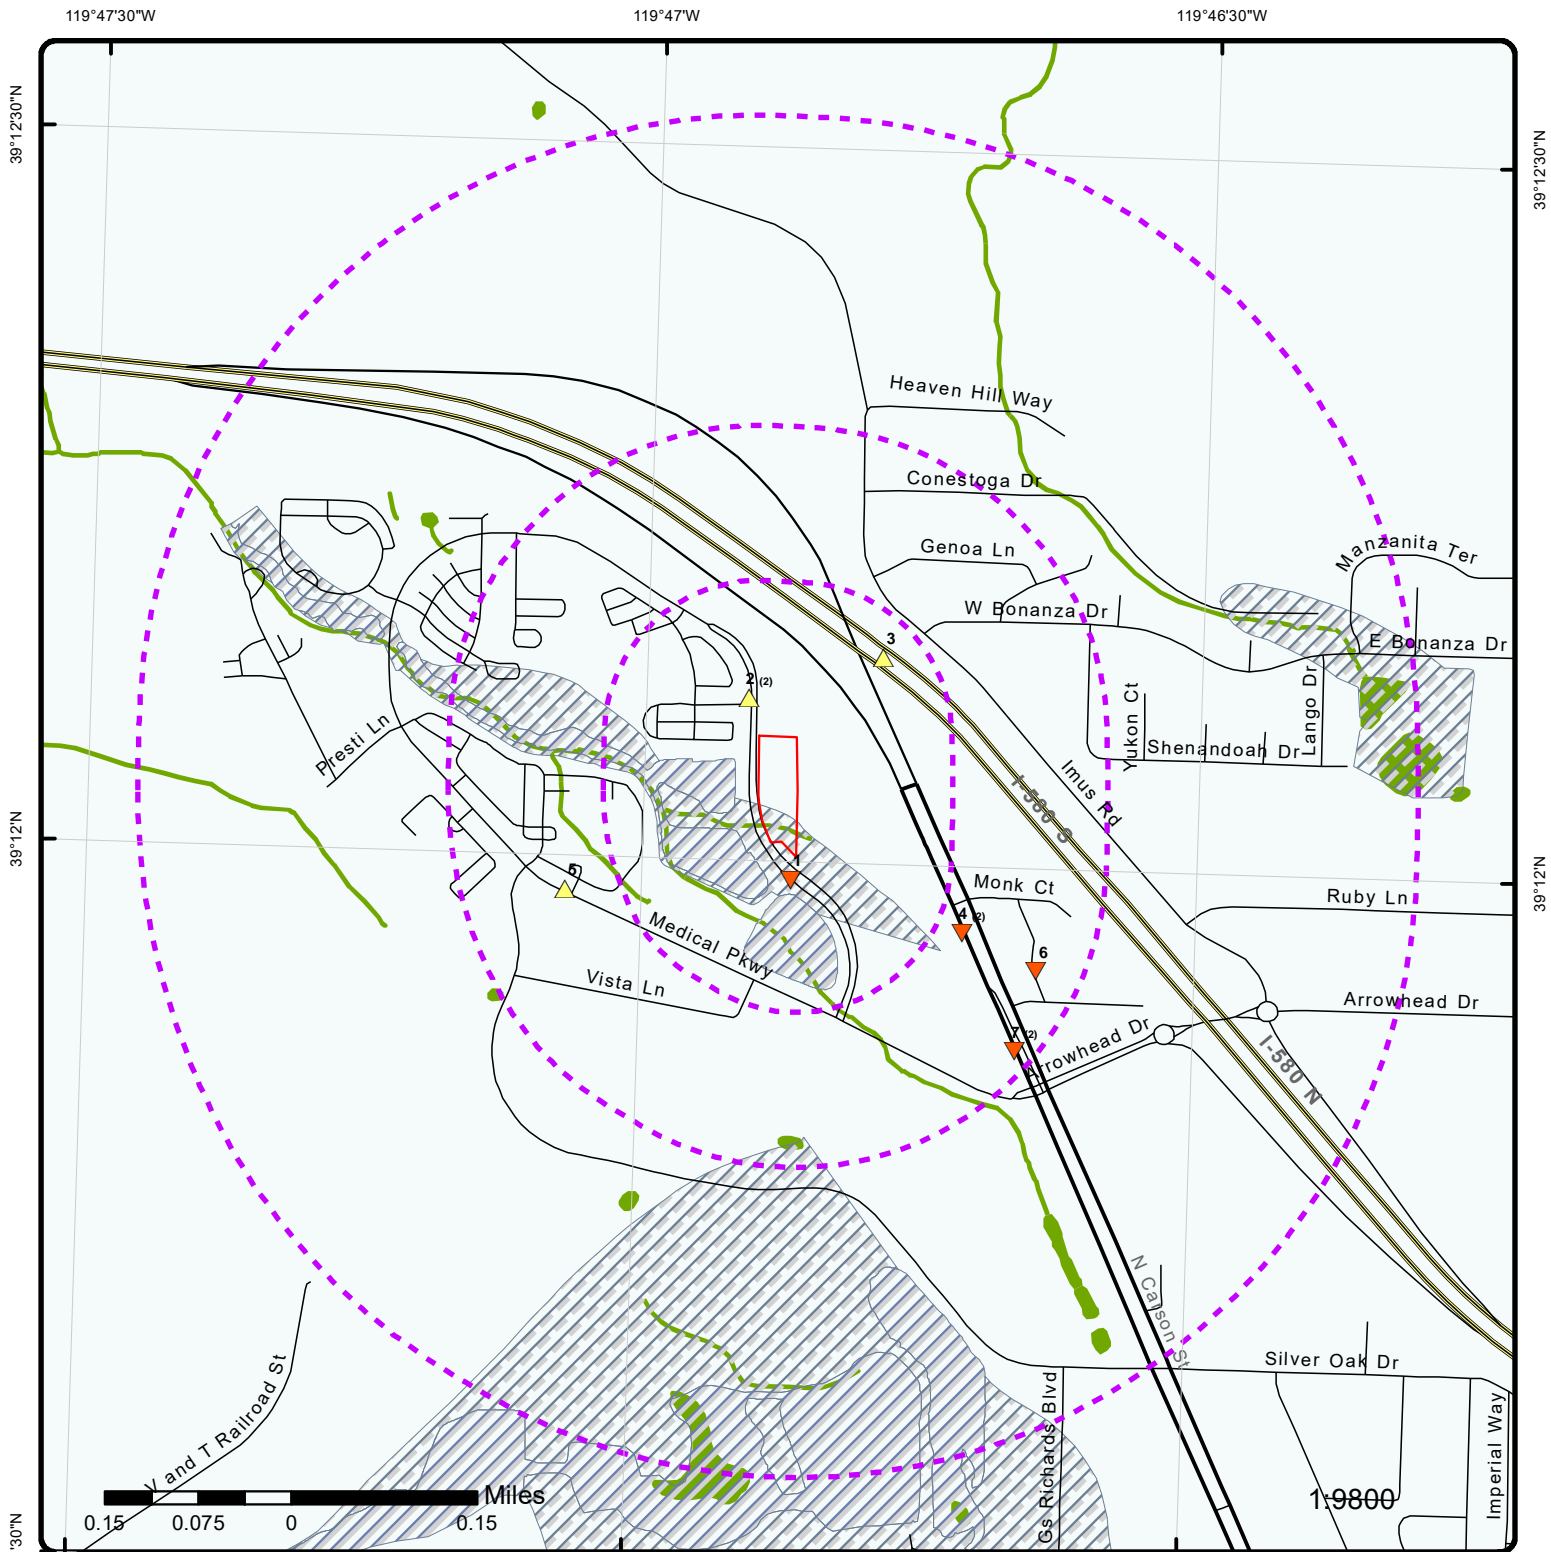 119°47'30"W
119°47'W
119°46'30"W
39°12'30"N
39°12'30"N
Heaven Hill Way
Conestoga Dr
Genoa Ln
Manzanita Ter
W Bonanza Dr
3
E Bonanza Dr
2 (2)
Yukon Ct
Lango Dr
Presti Ln
Shenandoah Dr
Imus Rd
I-580 S
39°12'N
39°12'N
1
5
Monk Ct
Ruby Ln
4 (2)
Medical Pkwy
6
Vista Ln
Arrowhead Dr
7 (2)
Arrowhead Dr
I-580 N
N Carson St
Silver Oak Dr
V and T Railroad St
Gs Richards Blvd
Imperial Way
Miles
1:9800
0.15
0.075
0
0.15
'30"N